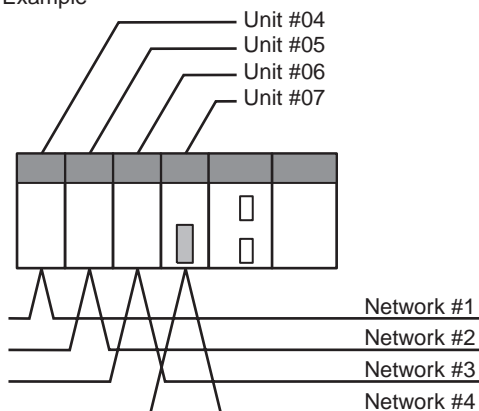 Example
Unit #04
Unit #05
Unit #06
Unit #07
Network #1
Network #2
Network #3
Network #4